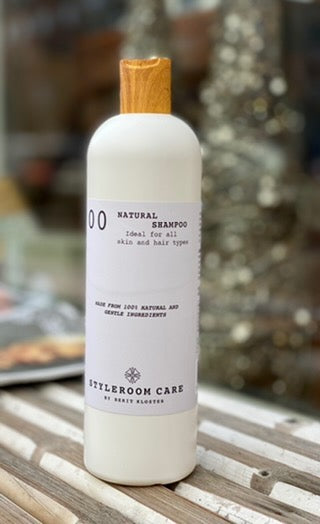 00
NATURAL
SHAMPOO
Ideal for all
skin and hair types
MADE FROM 100% NATURAL AND
GENTLE INGREDIENTS
STYLEROOM CARE
BY BERIT KLOSTER